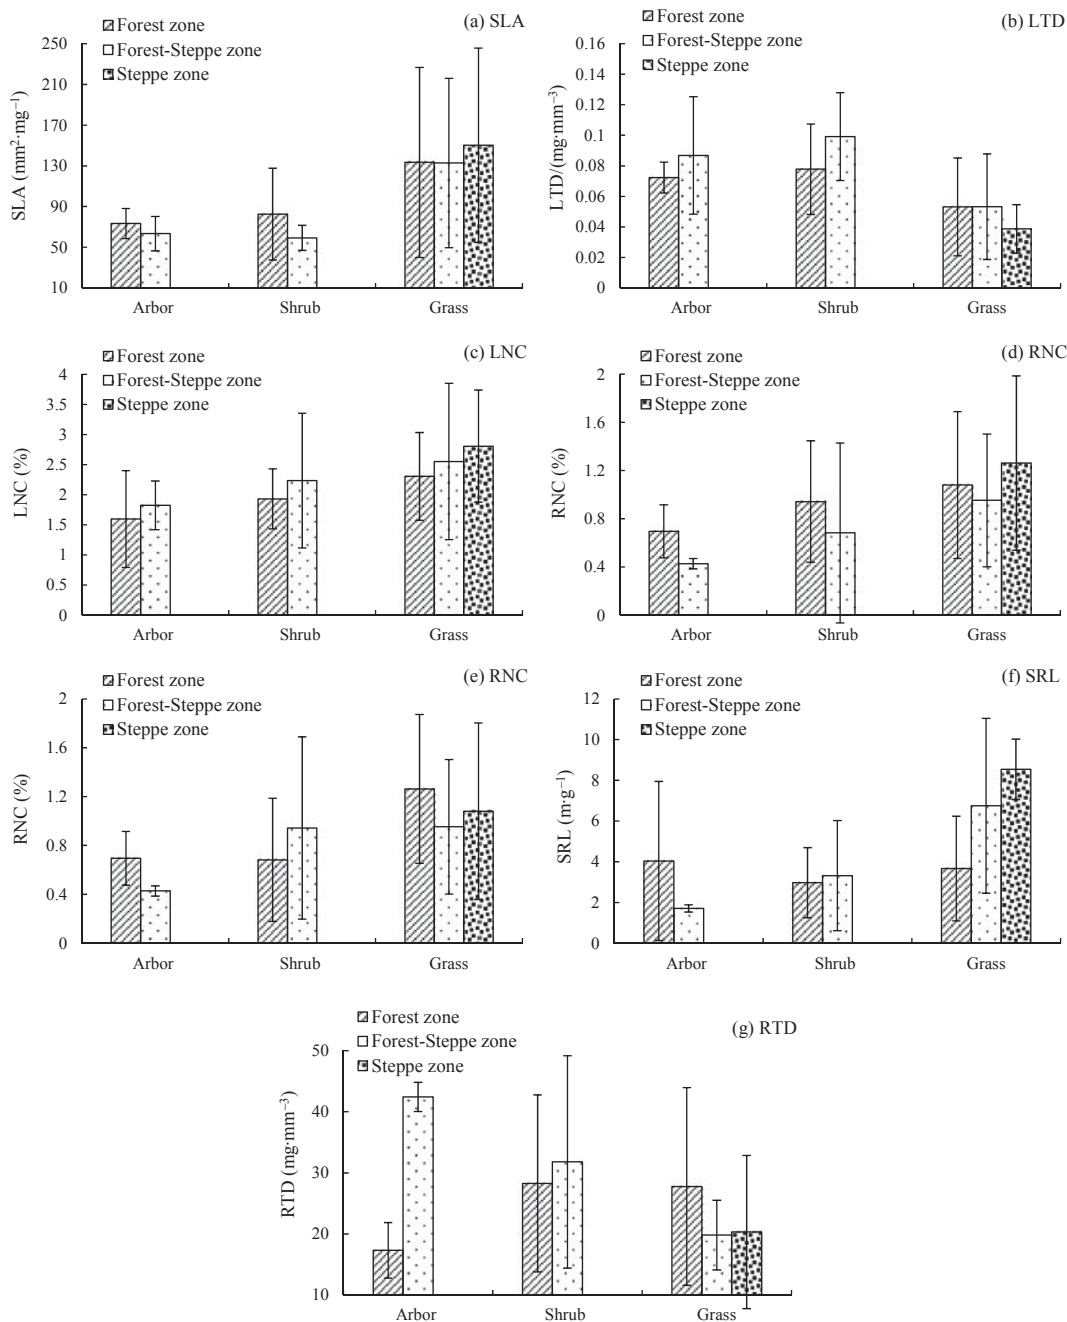 (a) SLA
Forest zone
Forest-Steppe zone
Steppe zone
SLA (mm²·mg⁻¹)
250
210
170
130
90
50
10
Arbor
Shrub
Grass
(b) LTD
Forest zone
Forest-Steppe zone
Steppe zone
LTD/(mg·mm⁻³)
0.16
0.14
0.12
0.1
0.08
0.06
0.04
0.02
0
Arbor
Shrub
Grass
(c) LNC
Forest zone
Forest-Steppe zone
Steppe zone
LNC (%)
4
3.5
3
2.5
2
1.5
1
0.5
0
Arbor
Shrub
Grass
(d) RNC
Forest zone
Forest-Steppe zone
Steppe zone
RNC (%)
2
1.6
1.2
0.8
0.4
0
Arbor
Shrub
Grass
(e) RNC
Forest zone
Forest-Steppe zone
Steppe zone
RNC (%)
2
1.6
1.2
0.8
0.4
0
Arbor
Shrub
Grass
(f) SRL
Forest zone
Forest-Steppe zone
Steppe zone
SRL (m·g⁻¹)
12
10
8
6
4
2
0
Arbor
Shrub
Grass
(g) RTD
Forest zone
Forest-Steppe zone
Steppe zone
RTD (mg·mm⁻³)
50
40
30
20
10
Arbor
Shrub
Grass